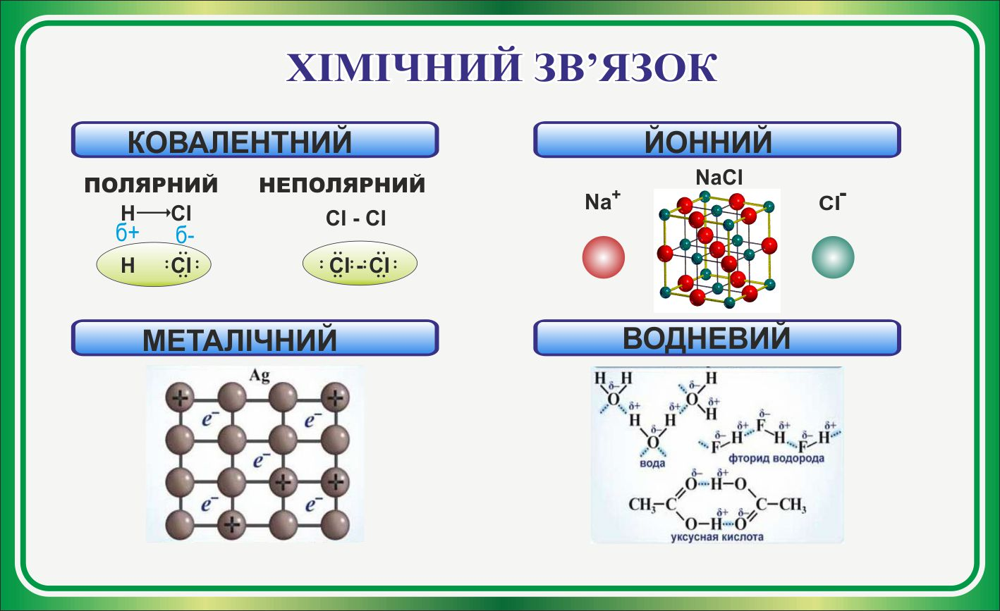 ХІМІЧНИЙ ЗВ’ЯЗОК
КОВАЛЕНТНИЙ
ПОЛЯРНИЙ
H→Cl
б+ б-
H :Cl:
НЕПОЛЯРНИЙ
Cl - Cl
: Cl:-:Cl :
ЙОННИЙ
NaCl
Na⁺
Cl⁻
МЕТАЛІЧНИЙ
Ag
+ +
e⁻ e⁻
e⁻
+ +
e⁻ e⁻
+
ВОДНЕВИЙ
H H
δ–
O
δ+
H
δ–
O
H
δ+
H
δ+
H
δ–
O
вода
δ–
F
δ+
H
δ–
F
δ+
H
δ–
F
δ+
H
фторид водорода
δ– δ+
O····H–O
CH₃–C C–CH₃
δ+ δ–
O–H····O
уксусная кислота